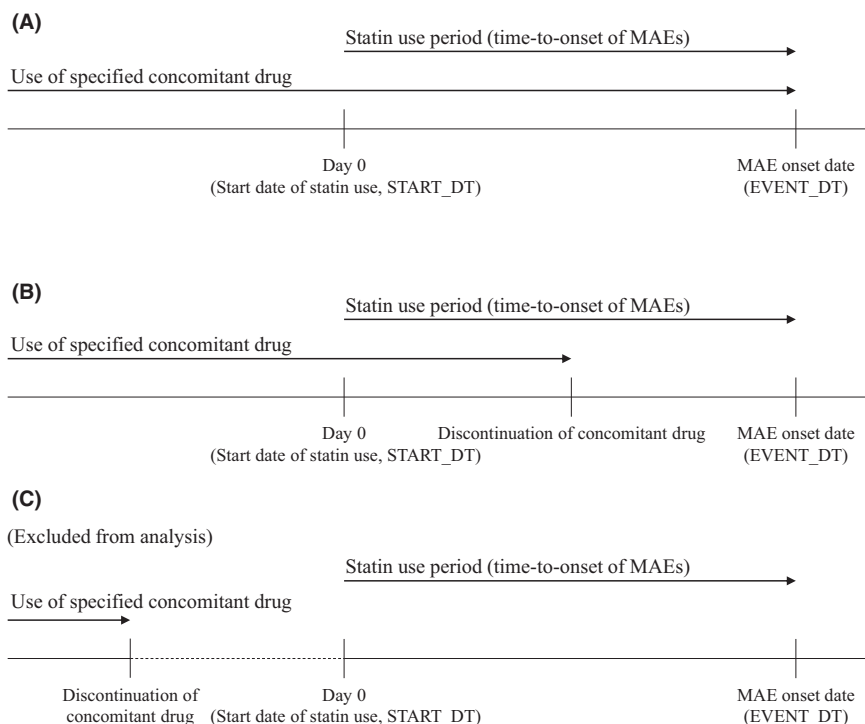 (A)
Statin use period (time-to-onset of MAEs)
Use of specified concomitant drug
Day 0
(Start date of statin use, START_DT)
MAE onset date
(EVENT_DT)
(B)
Statin use period (time-to-onset of MAEs)
Use of specified concomitant drug
Day 0
(Start date of statin use, START_DT)
Discontinuation of concomitant drug
MAE onset date
(EVENT_DT)
(C)
(Excluded from analysis)
Statin use period (time-to-onset of MAEs)
Use of specified concomitant drug
Discontinuation of
concomitant drug
Day 0
(Start date of statin use, START_DT)
MAE onset date
(EVENT_DT)